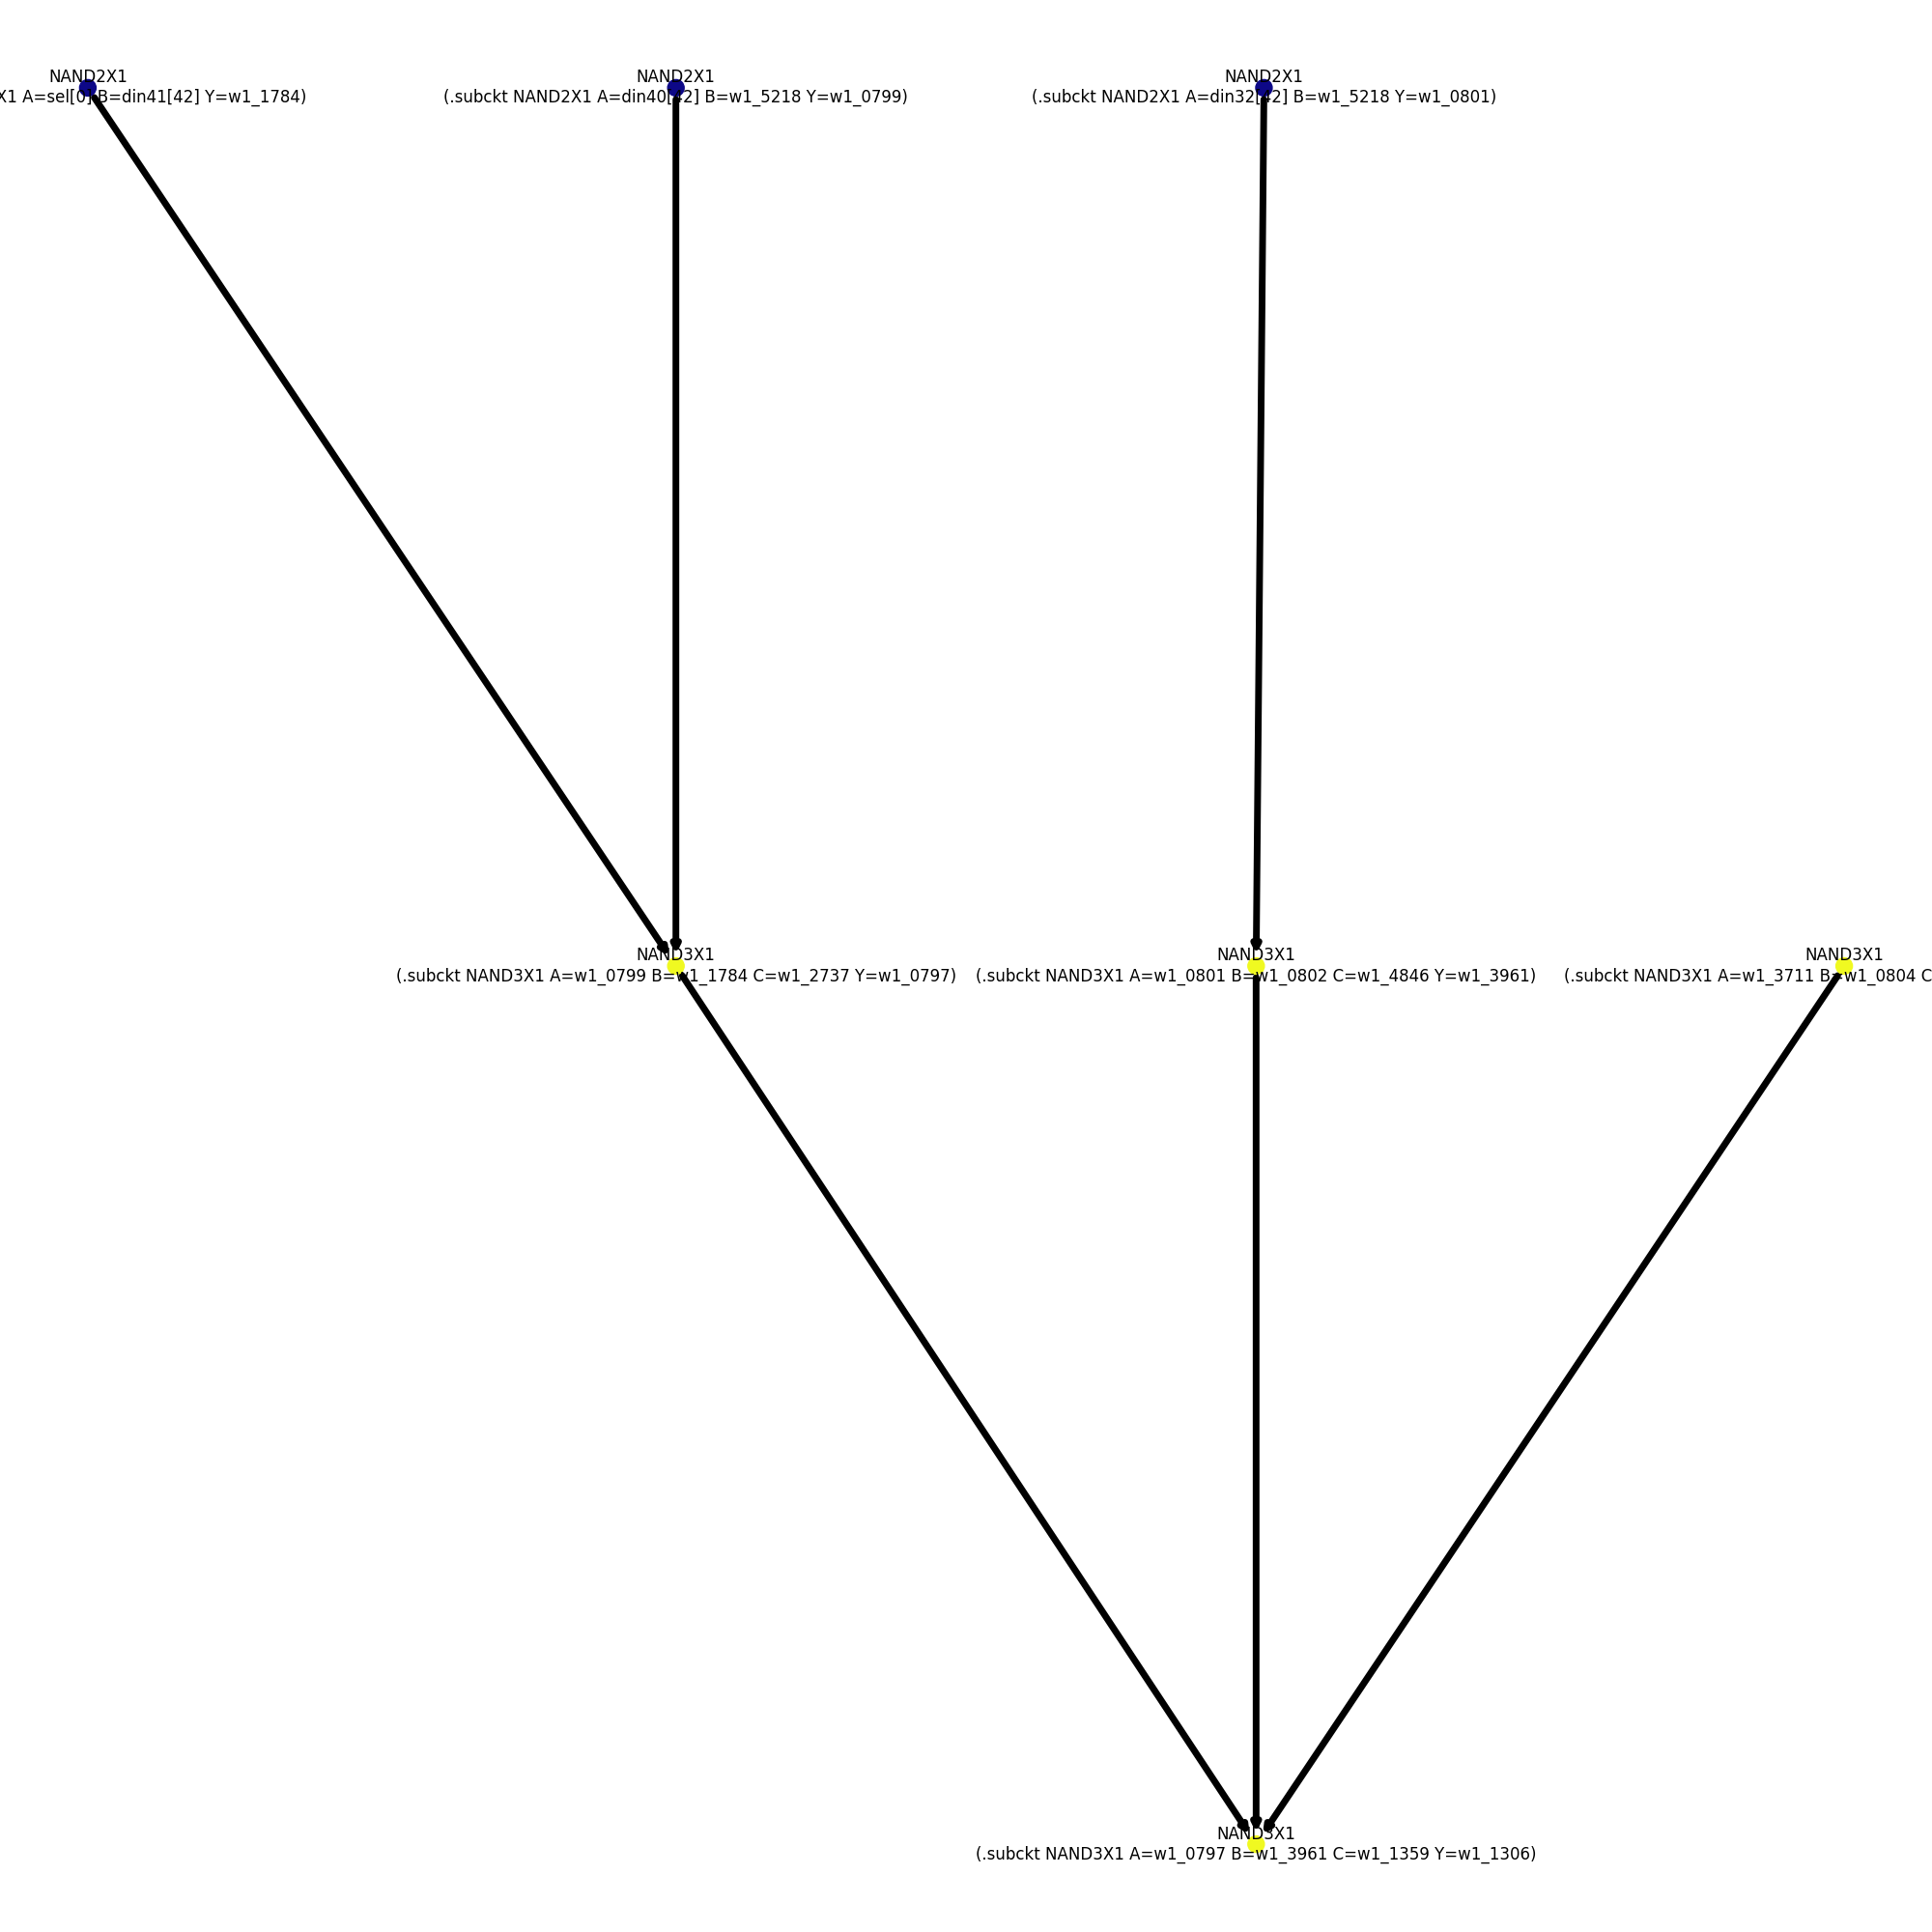 NAND2X1
X1 A=sel[0] B=din41[42] Y=w1_1784)
NAND2X1
(.subckt NAND2X1 A=din40[42] B=w1_5218 Y=w1_0799)
NAND2X1
(.subckt NAND2X1 A=din32[42] B=w1_5218 Y=w1_0801)
NAND3X1
(.subckt NAND3X1 A=w1_0799 B=w1_1784 C=w1_2737 Y=w1_0797)
NAND3X1
(.subckt NAND3X1 A=w1_0801 B=w1_0802 C=w1_4846 Y=w1_3961)
NAND3X1
(.subckt NAND3X1 A=w1_3711 B=w1_0804 C
NAND3X1
(.subckt NAND3X1 A=w1_0797 B=w1_3961 C=w1_1359 Y=w1_1306)